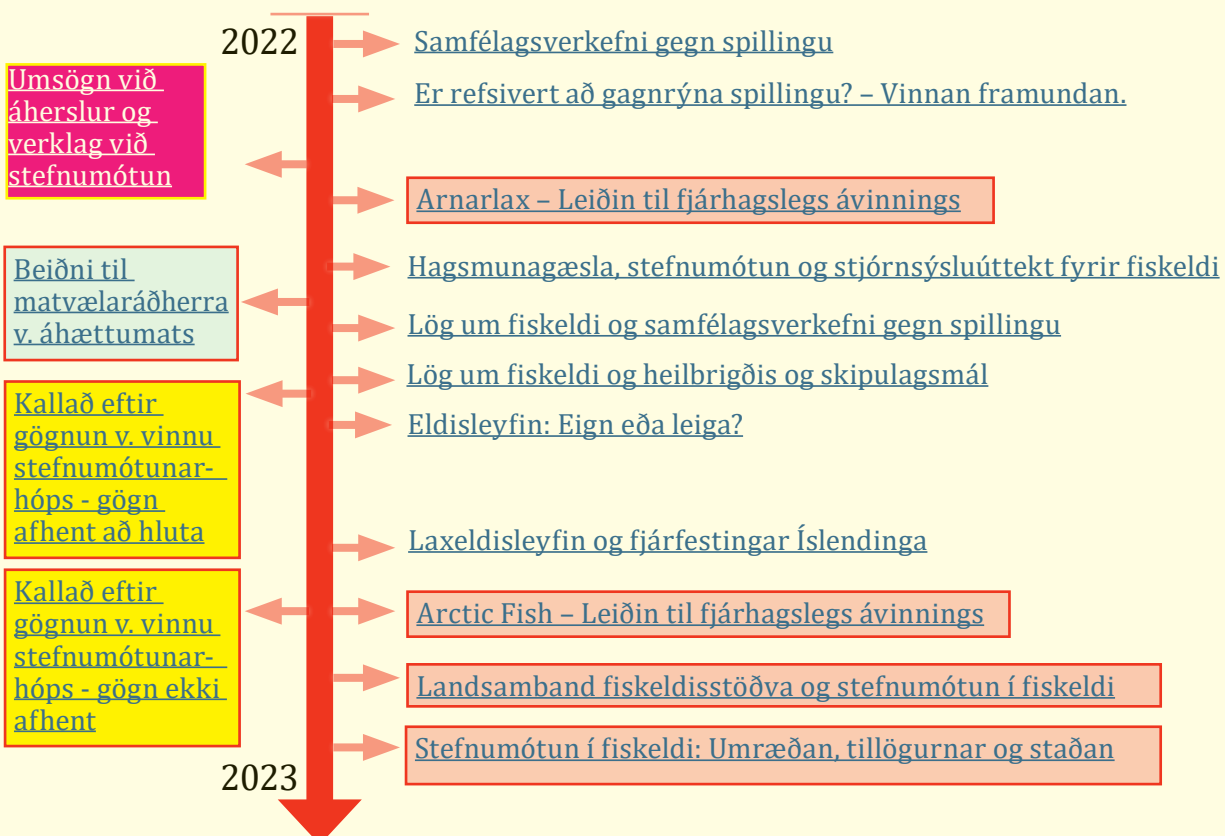 2022
Samfélagsverkefni gegn spillingu
Er refsivert að gagnrýna spillingu? – Vinnan framundan.
Umsögn við
áherslur og
verklag við
stefnumótun
Arnarlax – Leiðin til fjárhagslegs ávinnings
Hagsmunagæsla, stefnumótun og stjórnsýsluúttekt fyrir fiskeldi
Beiðni til
matvælaráðherra
v. áhættumats
Lög um fiskeldi og samfélagsverkefni gegn spillingu
Lög um fiskeldi og heilbrigðis og skipulagsmál
Kallað eftir
gögnun v. vinnu
stefnumótunar-
hóps - gögn
afhent að hluta
Eldisleyfin: Eign eða leiga?
Laxeldisleyfin og fjárfestingar Íslendinga
Kallað eftir
gögnun v. vinnu
stefnumótunar-
hóps - gögn ekki
afhent
Arctic Fish – Leiðin til fjárhagslegs ávinnings
Landsamband fiskeldisstöðva og stefnumótun í fiskeldi
Stefnumótun í fiskeldi: Umræðan, tillögurnar og staðan
2023